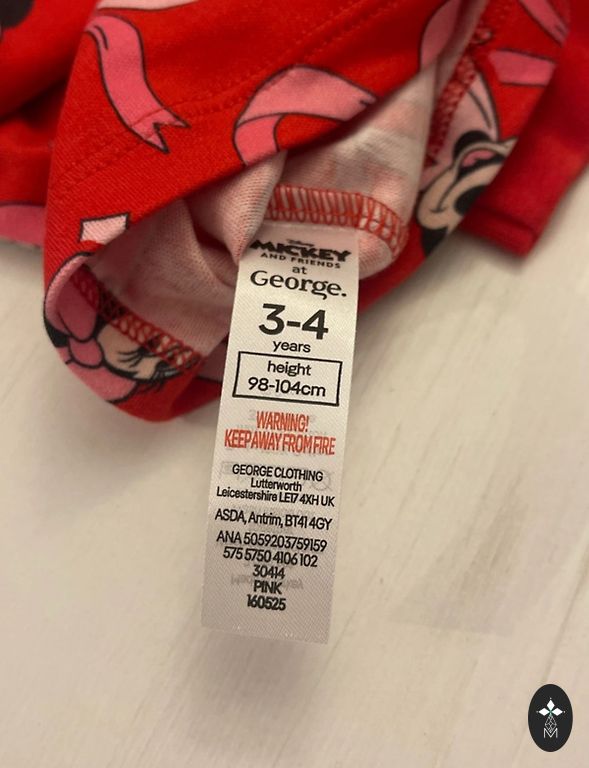 Disney
MICKEY
AND FRIENDS
at
George.
3-4
years
height
98-104cm
WARNING!
KEEP AWAY FROM FIRE
GEORGE CLOTHING
Lutterworth
Leicestershire LE17 4XH UK
ASDA, Antrim, BT41 4GY
ANA 5059203759159
575 5750 4106 102
30414
PINK
160525
M